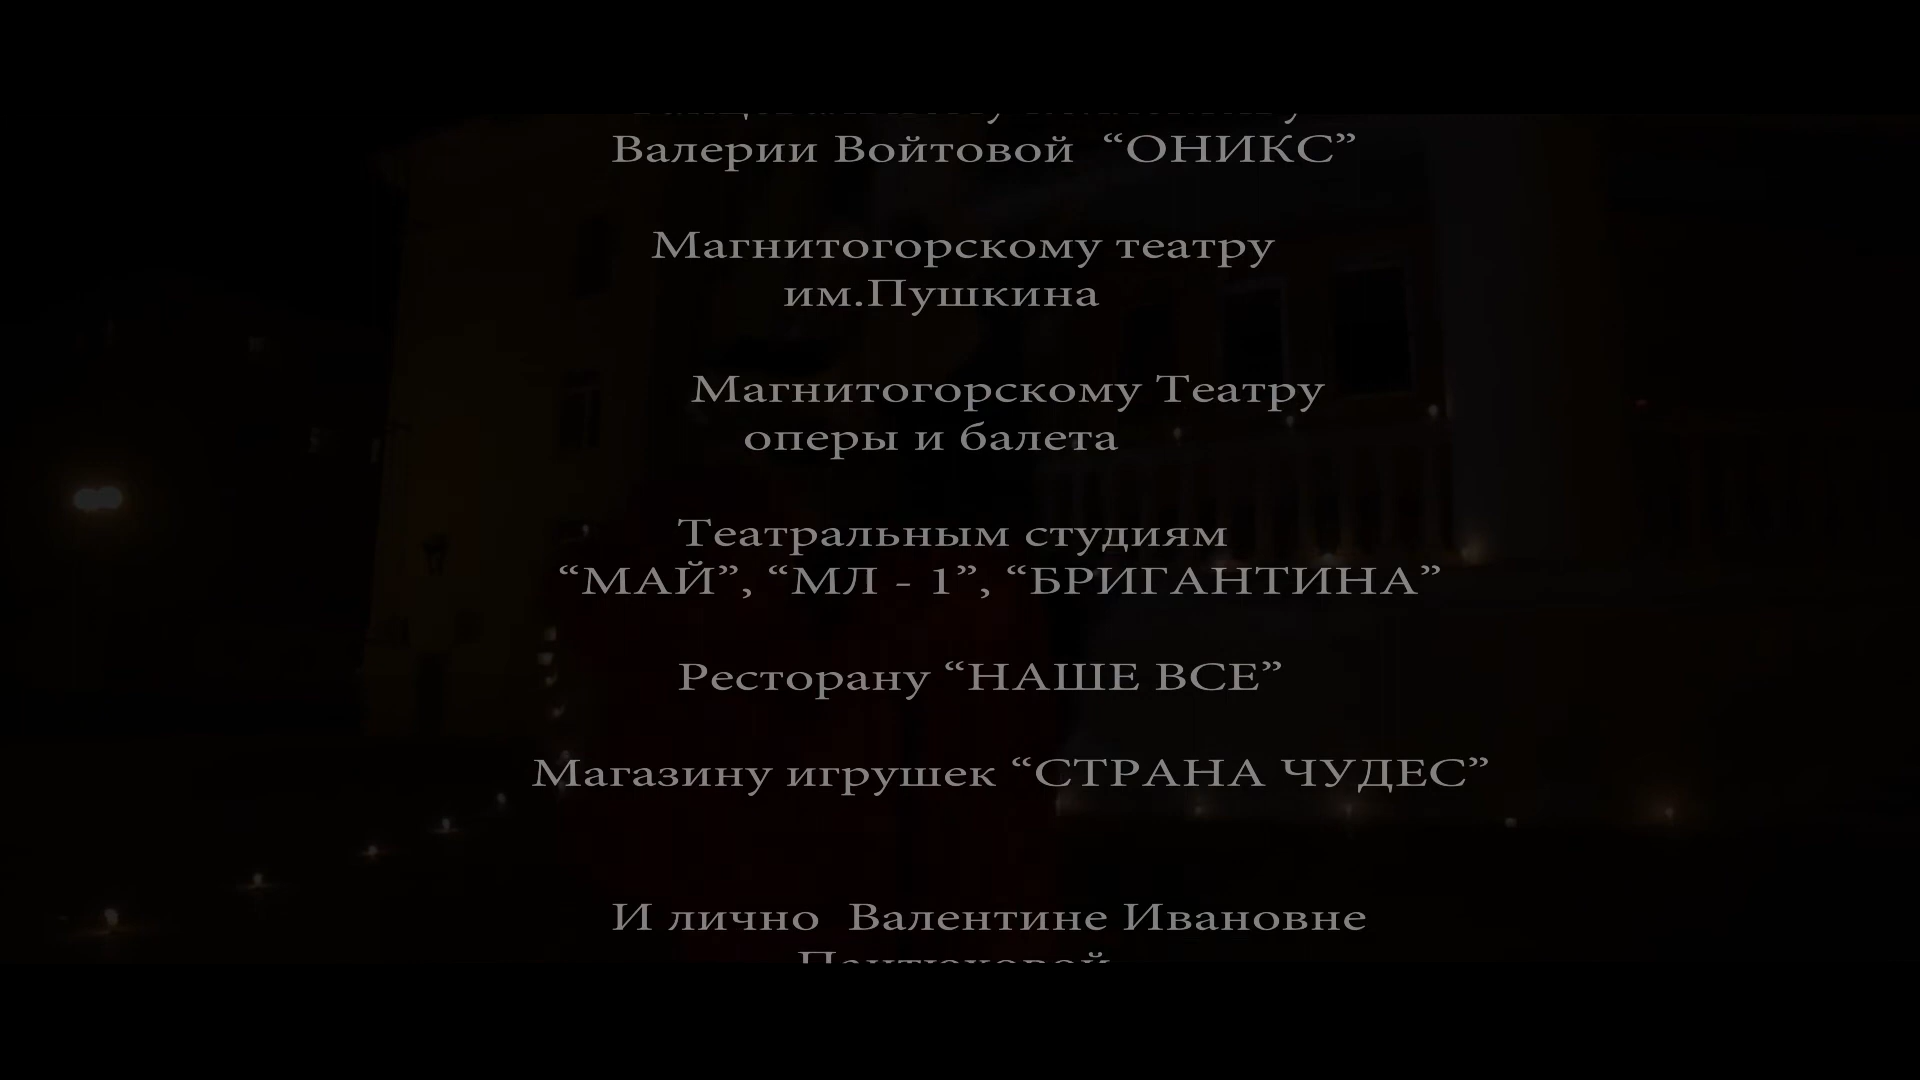 Валерии Войтовой “ОНИКС”
Магнитогорскому театру
им.Пушкина
Магнитогорскому Театру
оперы и балета
Театральным студиям
“МАЙ”, “МЛ - 1”, “БРИГАНТИНА”
Ресторану “НАШЕ ВСЕ”
Магазину игрушек “СТРАНА ЧУДЕС”
И лично Валентине Ивановне